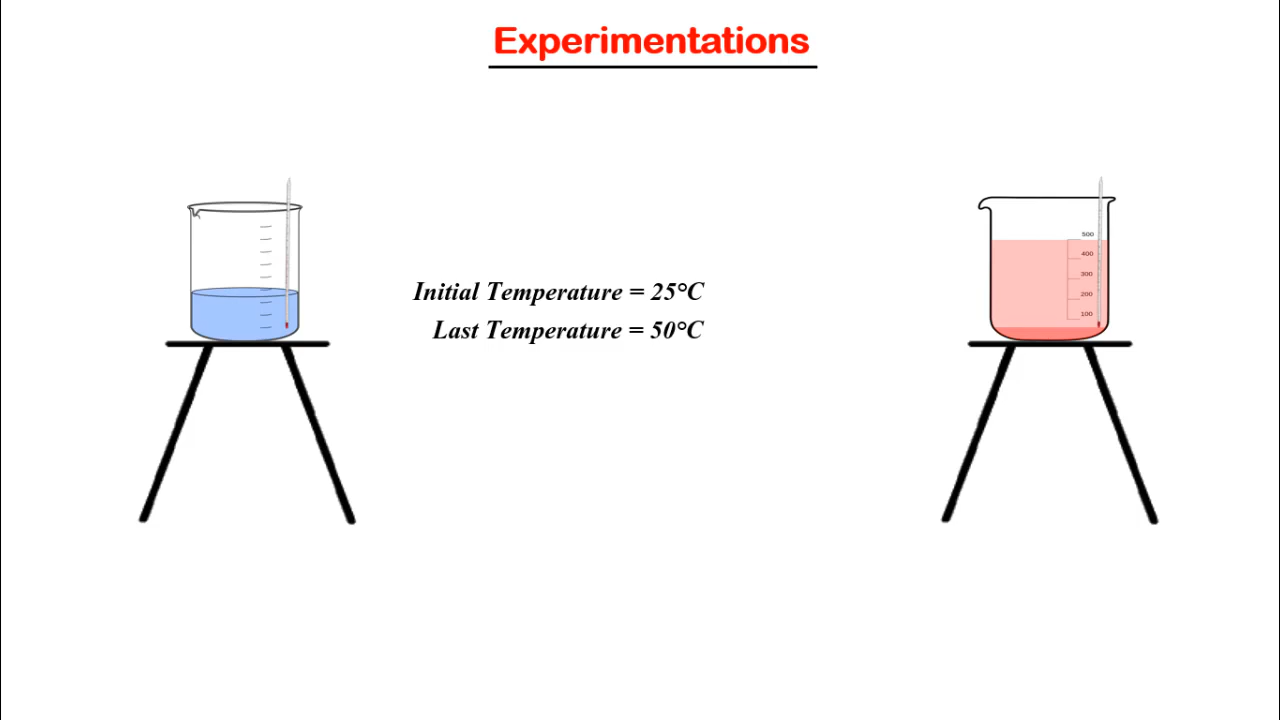 Experimentations
Initial Temperature = 25°C
Last Temperature = 50°C
500
400
300
200
100